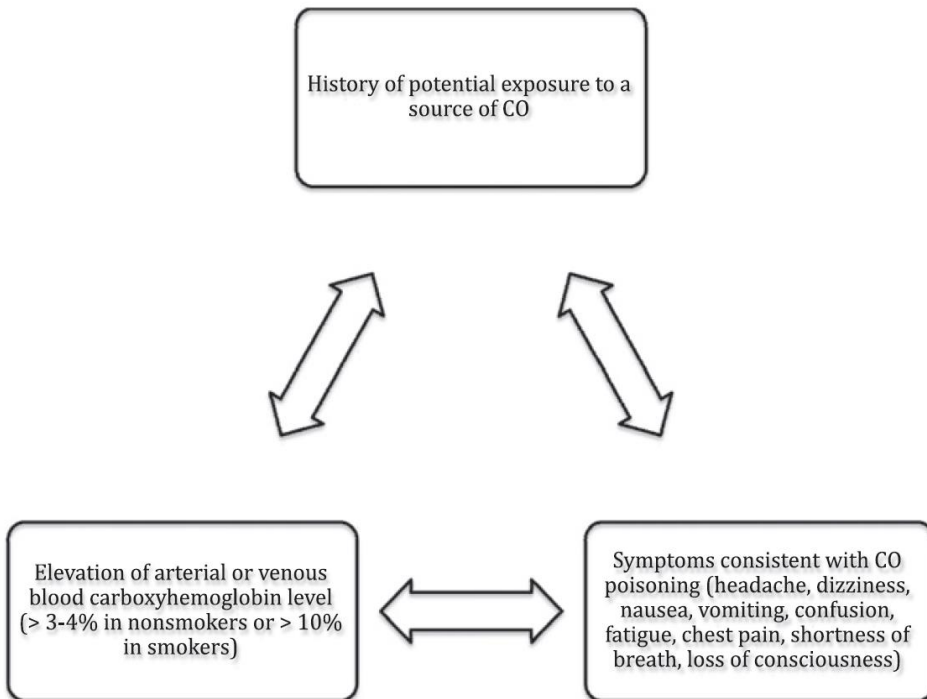 History of potential exposure to a
source of CO
Elevation of arterial or venous
blood carboxyhemoglobin level
(> 3-4% in nonsmokers or > 10%
in smokers)
Symptoms consistent with CO
poisoning (headache, dizziness,
nausea, vomiting, confusion,
fatigue, chest pain, shortness of
breath, loss of consciousness)